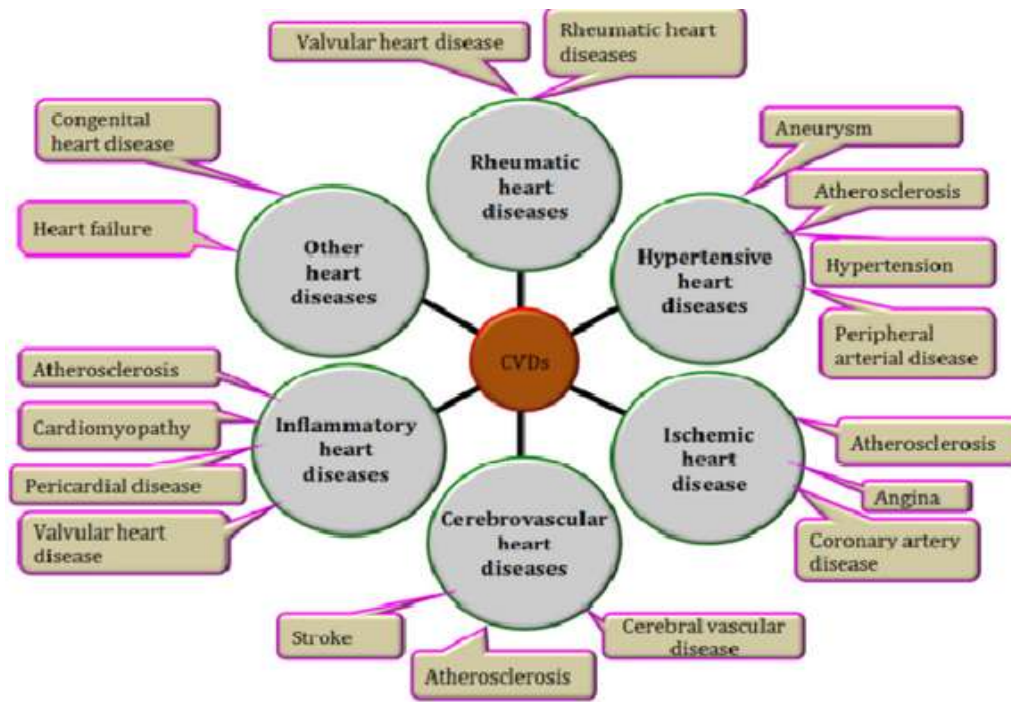 Valvular heart disease
Rheumatic heart
diseases
Congenital
heart disease
Heart failure
Rheumatic
heart
diseases
Aneurysm
Atherosclerosis
Hypertension
Peripheral
arterial disease
Other
heart
diseases
Hypertensive
heart
diseases
CVDs
Atherosclerosis
Cardiomyopathy
Pericardial disease
Valvular heart
disease
Inflammatory
heart
diseases
Ischemic
heart
disease
Atherosclerosis
Angina
Coronary artery
disease
Cerebrovascular
heart
diseases
Stroke
Atherosclerosis
Cerebral vascular
disease